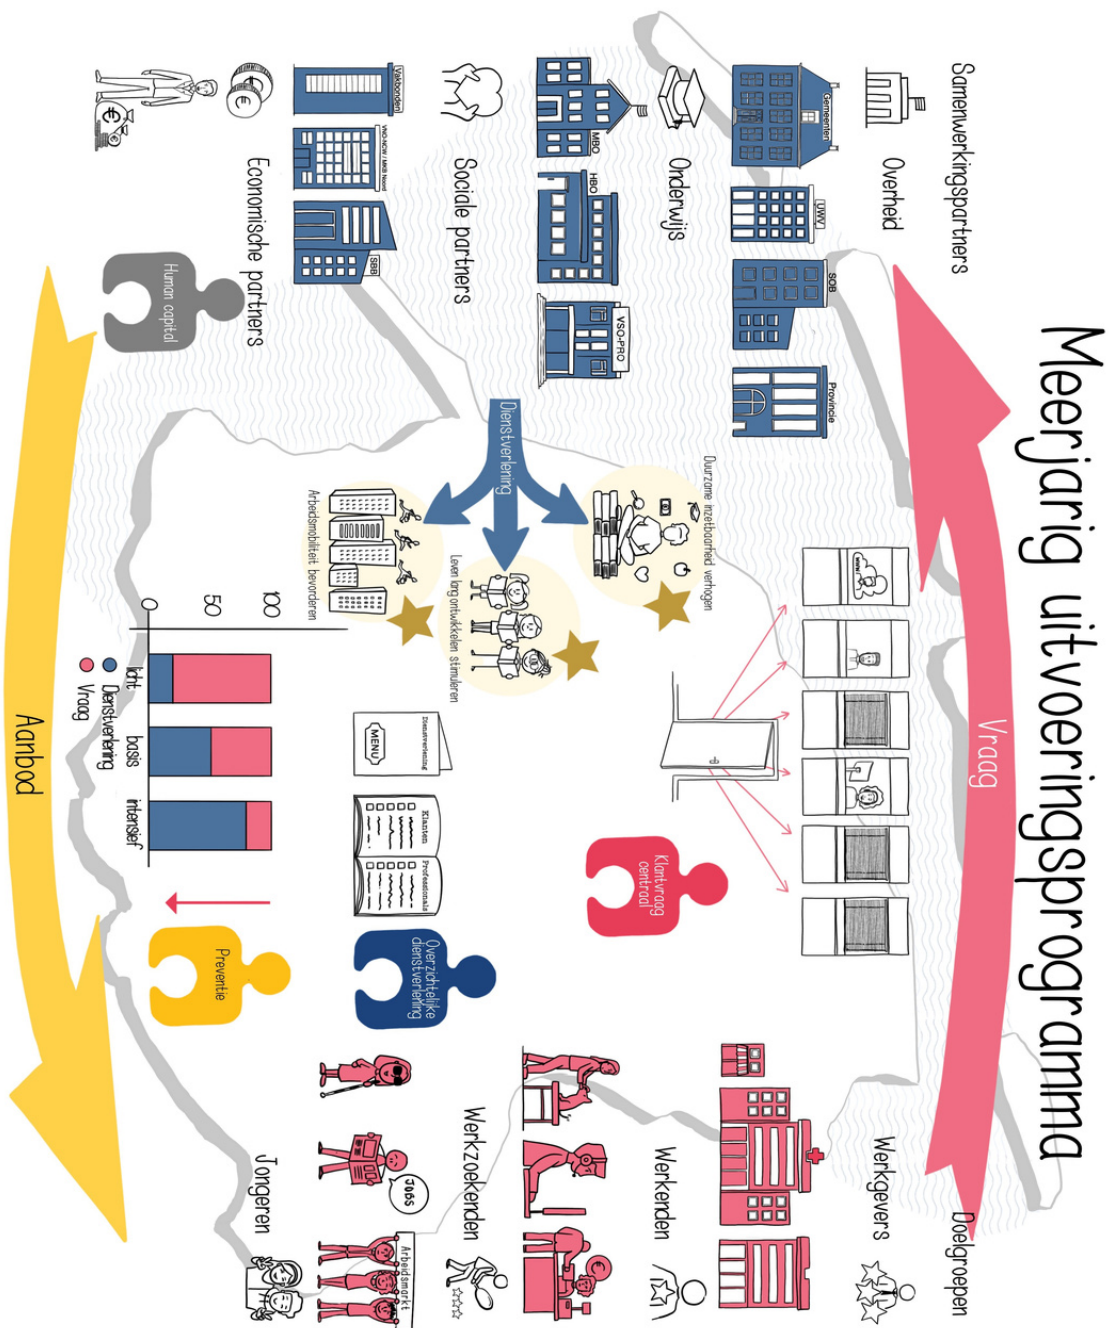 Meerjarig uitvoeringsprogramma
Vraag
Samenwerkingspartners
Overheid
Gemeenten
UWV
SOB
Provincie
Onderwijs
MBO
HBO
VSO-PRO
Sociale partners
Vakbonden
VNO-NCW / MKB Noord
SBB
Economische partners
Human capital
Dienstverlening
Duurzame inzetbaarheid verhogen
Leven lang ontwikkelen stimuleren
Arbeidsmobiliteit bevorderen
WWW
Klantvraag
centraal
Dienstverlening
MENU
Klanten
Professionals
Overzichtelijke
dienstverlening
100
50
0
licht
basis
intensief
Dienstverlening
Vraag
Preventie
Doelgroepen
Werkgevers
Werkenden
Werkzoekenden
JOBS
Arbeidsmarkt
Jongeren
Aanbod